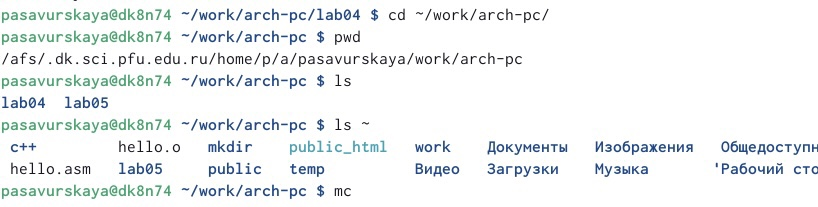 pasavurskaya@dk8n74 ~/work/arch-pc/lab04 $ cd ~/work/arch-pc/
pasavurskaya@dk8n74 ~/work/arch-pc $ pwd
/afs/.dk.sci.pfu.edu.ru/home/p/a/pasavurskaya/work/arch-pc
pasavurskaya@dk8n74 ~/work/arch-pc $ ls
lab04 lab05
pasavurskaya@dk8n74 ~/work/arch-pc $ ls ~
c++ hello.o mkdir public_html work Документы Изображения Общедоступн
hello.asm lab05 public temp Видео Загрузки Музыка 'Рабочий сто
pasavurskaya@dk8n74 ~/work/arch-pc $ mc